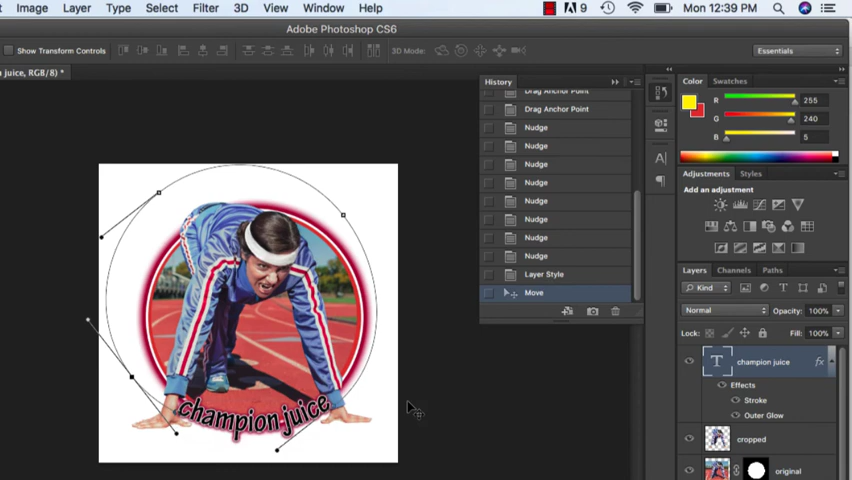 Image Layer Type Select Filter 3D View Window Help 9 Mon 12:39 PM
Adobe Photoshop CS6
Show Transform Controls 3D Mode: Essentials
n juice, RGB/8) *
History
Drag Anchor Point
Drag Anchor Point
Nudge
Nudge
Nudge
Nudge
Nudge
Nudge
Nudge
Nudge
Layer Style
Move
Color Swatches
R 255
G 240
B 5
Adjustments Styles
Add an adjustment
Layers Channels Paths
Kind
Normal Opacity: 100%
Lock: Fill: 100%
T champion juice fx
Effects
Stroke
Outer Glow
cropped
original
champion juice